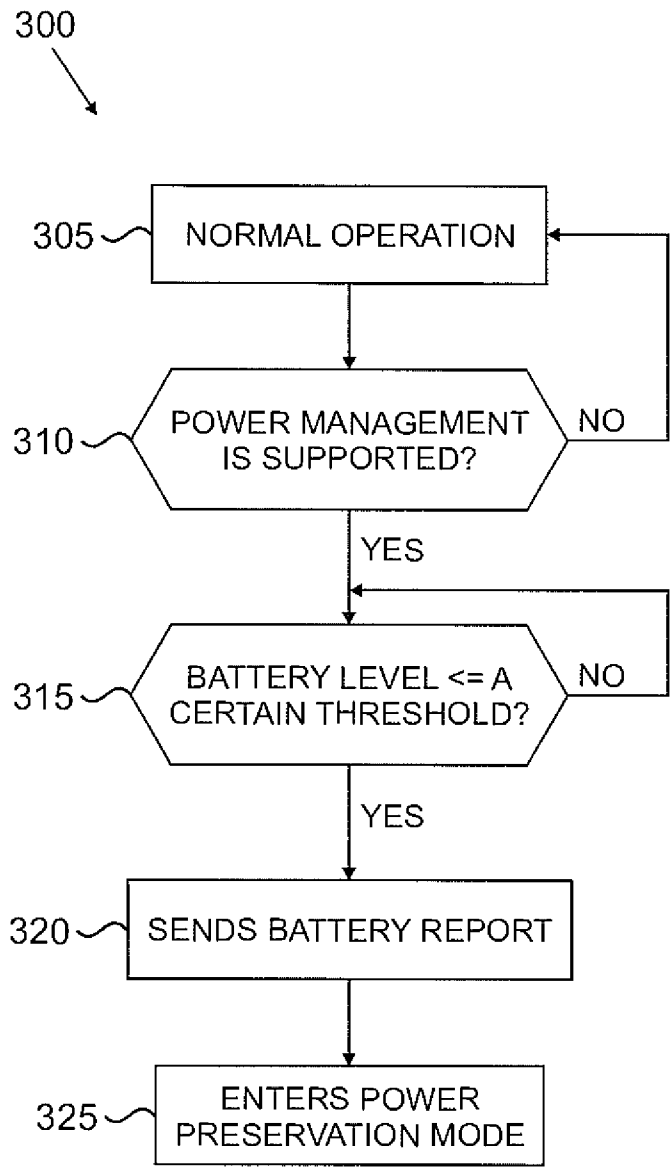 300
305
NORMAL OPERATION
310
POWER MANAGEMENT
IS SUPPORTED?
NO
YES
315
BATTERY LEVEL <= A
CERTAIN THRESHOLD?
NO
YES
320
SENDS BATTERY REPORT
325
ENTERS POWER
PRESERVATION MODE